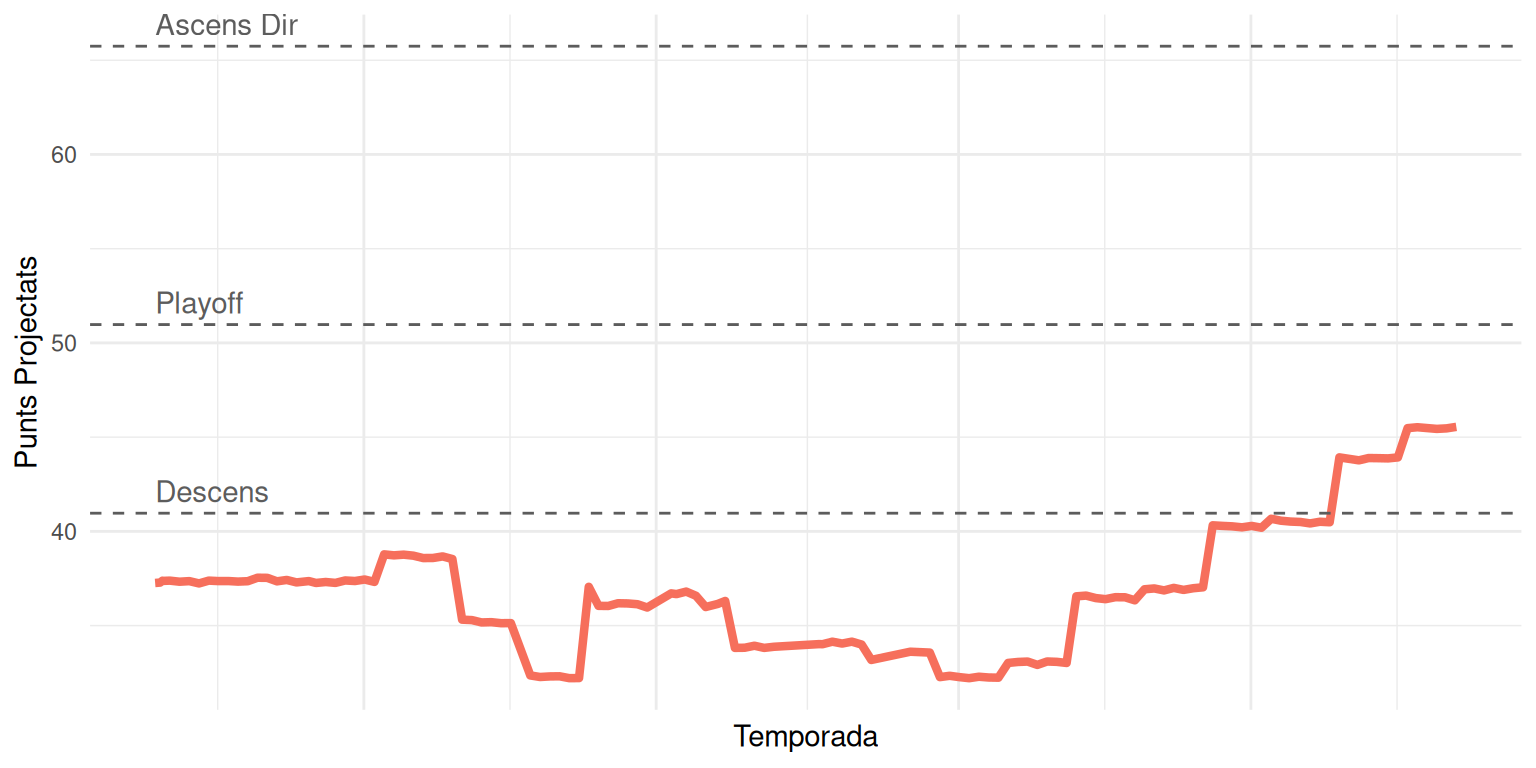 Ascens Dir
60
Playoff
50
Descens
40
Punts Projectats
Temporada